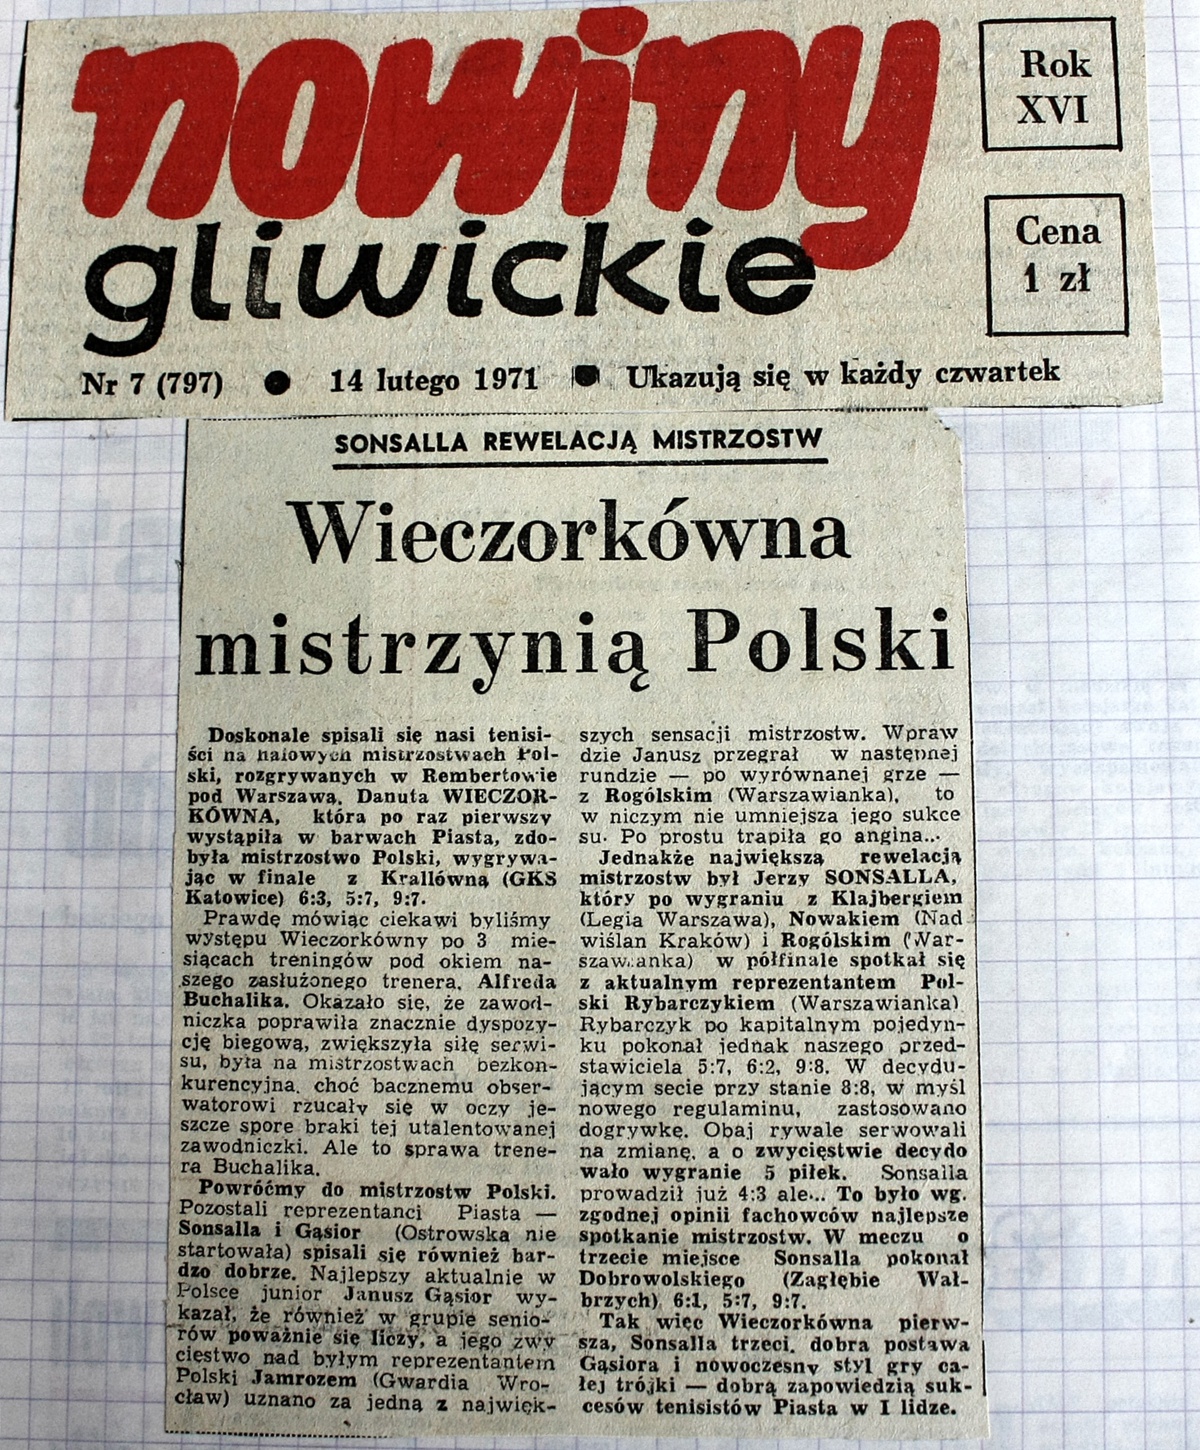 nowiny
gliwickie
Rok
XVI
Cena
1 zł
Nr 7 (797) ● 14 lutego 1971 ● Ukazują się w każdy czwartek
SONSALLA REWELACJĄ MISTRZOSTW
Wieczorkówna
mistrzynią Polski
Doskonale spisali się nasi tenisi-
ści na halowych mistrzostwach Pol-
ski, rozgrywanych w Rembertowie
pod Warszawą. Danuta WIECZOR-
KÓWNA, która po raz pierwszy
wystąpiła w barwach Piasta, zdo-
była mistrzostwo Polski, wygrywa-
jąc w finale z Krallówną (GKS
Katowice) 6:3, 5:7, 9:7.
Prawdę mówiąc ciekawi byliśmy
występu Wieczorkówny po 3 mie-
siącach treningów pod okiem na-
szego zasłużonego trenera, Alfreda
Buchalika. Okazało się, że zawod-
niczka poprawiła znacznie dyspozy-
cję biegową, zwiększyła siłę serwi-
su, była na mistrzostwach bezkon-
kurencyjna, choć bacznemu obser-
watorowi rzucały się w oczy je-
szcze spore braki tej utalentowanej
zawodniczki. Ale to sprawa trene-
ra Buchalika.
Powróćmy do mistrzostw Polski.
Pozostali reprezentanci Piasta —
Sonsalla i Gąsior (Ostrowska nie
startowała) spisali się również bar-
dzo dobrze. Najlepszy aktualnie w
Polsce junior Janusz Gąsior wy-
kazał, że również w grupie senio-
rów poważnie się liczy, a jego zwy
cięstwo nad byłym reprezentantem
Polski Jamrozem (Gwardia Wro-
cław) uznano za jedną z najwięk-
szych sensacji mistrzostw. Wpraw
dzie Janusz przegrał w następnej
rundzie — po wyrównanej grze —
z Rogólskim (Warszawianka), to
w niczym nie umniejsza jego sukce
su. Po prostu trapiła go angina...
Jednakże największą rewelacją
mistrzostw był Jerzy SONSALLA,
który po wygraniu z Klajbergiem
(Legia Warszawa), Nowakiem (Nad
wiślan Kraków) i Rogólskim (War-
szawianka) w półfinale spotkał się
z aktualnym reprezentantem Pol-
ski Rybarczykiem (Warszawianka)
Rybarczyk po kapitalnym pojedyn-
ku pokonał jednak naszego przed-
stawiciela 5:7, 6:2, 9:8. W decydu-
jącym secie przy stanie 8:8, w myśl
nowego regulaminu, zastosowano
dogrywkę. Obaj rywale serwowali
na zmianę, a o zwycięstwie decydo
wało wygranie 5 piłek. Sonsalla
prowadził już 4:3 ale... To było wg.
zgodnej opinii fachowców najlepsze
spotkanie mistrzostw. W meczu o
trzecie miejsce Sonsalla pokonał
Dobrowolskiego (Zagłębie Wał-
brzych) 6:1, 5:7, 9:7.
Tak więc Wieczorkówna pierw-
sza, Sonsalla trzeci, dobra postawa
Gąsiora i nowoczesny styl gry ca-
łej trójki — dobrą zapowiedzią suk-
cesów tenisistów Piasta w I lidze.